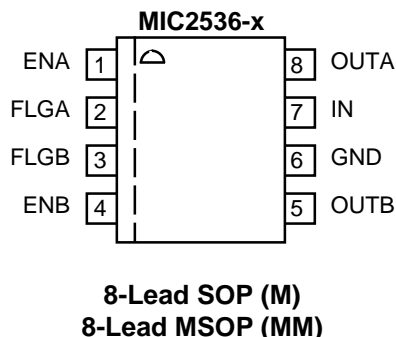 MIC2536-x
ENA 1 8 OUTA
FLGA 2 7 IN
FLGB 3 6 GND
ENB 4 5 OUTB
8-Lead SOP (M)
8-Lead MSOP (MM)